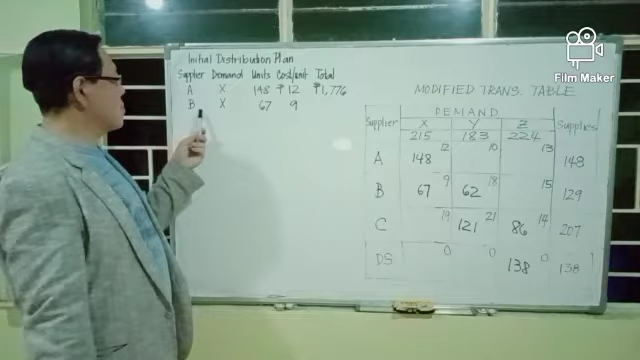 Initial Distribution Plan
Supplier Demand Units Cost/unit Total
A X 148 ₱12 ₱1,776
B X 67 9
MODIFIED TRANS. TABLE
DEMAND
Supplier X Y Z Supplies
215 183 224
12 10 13
A 148 148
9 18 15
B 67 62 129
19 21 14
C 121 86 207
0 0 0
DS 138 138
Film Maker